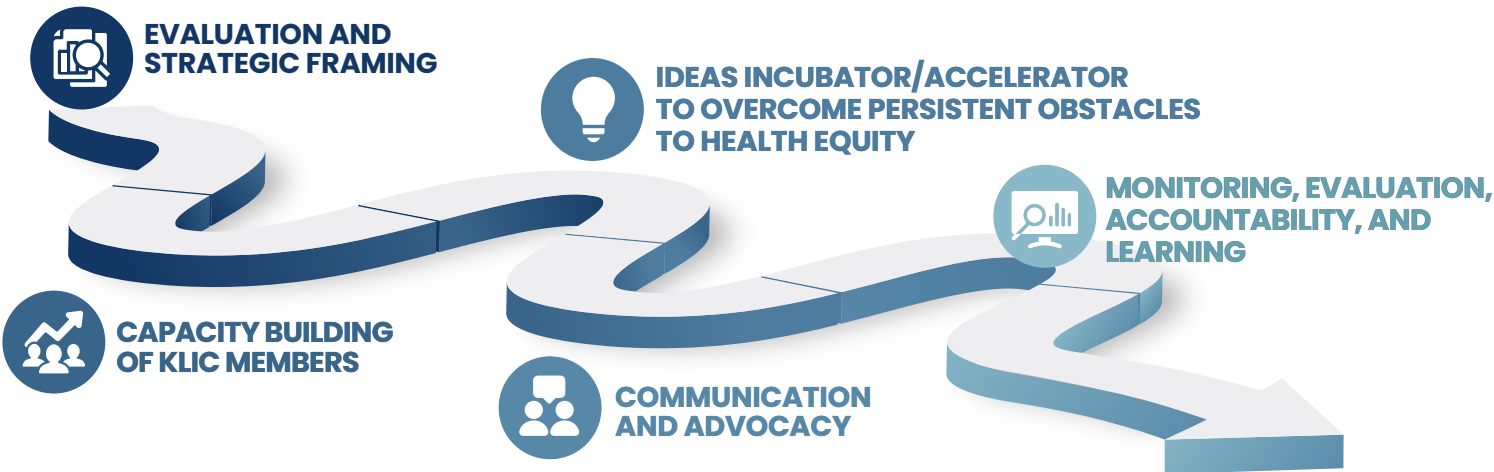 EVALUATION AND
STRATEGIC FRAMING
CAPACITY BUILDING
OF KLIC MEMBERS
IDEAS INCUBATOR/ACCELERATOR
TO OVERCOME PERSISTENT OBSTACLES
TO HEALTH EQUITY
COMMUNICATION
AND ADVOCACY
MONITORING, EVALUATION,
ACCOUNTABILITY, AND
LEARNING